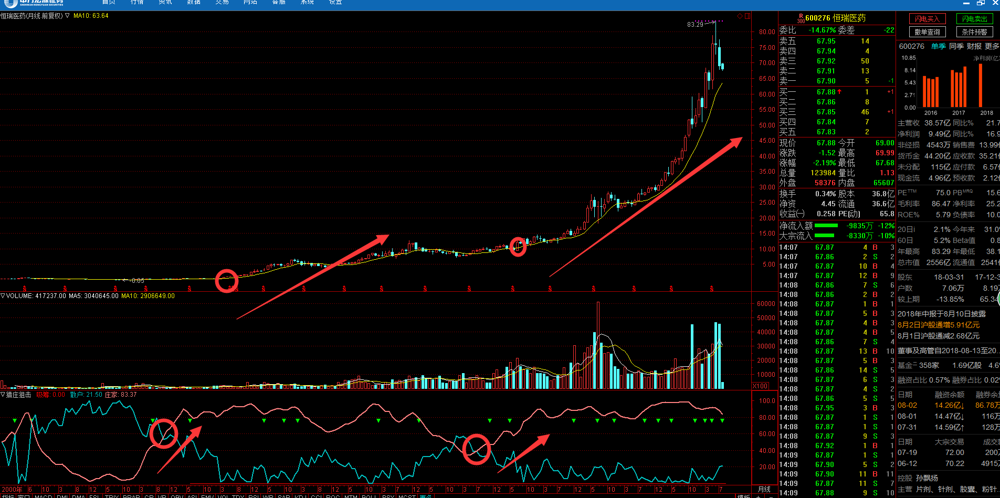 申万宏源证券 首页 行情 资讯 数据 交易 网站 客服 系统 设置
SHENWAN HONGYUAN SECURITIES
恒瑞医药(月线.前复权) ▽ MA10: 63.64
83.29
80.00
75.00
70.00
65.00
60.00
55.00
50.00
45.00
40.00
35.00
30.00
25.00
20.00
15.00
10.00
5.00
-0.05
▽VOLUME: 417237.00 MA5: 3040645.00 MA10: 2906649.00
60000
50000
40000
30000
20000
10000
X100
▽猎庄狙击 吸筹: 0.00 散户: 21.50 庄家: 83.37
100.0
80.00
60.00
40.00
20.00
2000年 6 10 3 8 12 5 10 3 8 12 5 10 3 8 12 5 10 3 8 12 5 10 3 7 12 5 10 3 7 12 5 10 3 7 12 5 10 3 7 12 5 10 3 7 月线
指标 窗口 MACD DMI DMA FSL TRIX BRAR CR VR OBV ASI EMV VOL-TDX RSI WR SAR KDJ CCI ROC MTM BOLL PSY MCST 更多 模板
R 300 600276 恒瑞医药
委比 -14.67% 委差 -22
卖五 67.95 14
卖四 67.94 4
卖三 67.92 50
卖二 67.91 13
卖一 67.90 5 -1
买一 67.88 ↑ 1 +1
买二 67.86 8
买三 67.85 46 +1
买四 67.84 7
买五 67.83 2
现价 67.88 今开 69.00
涨跌 -1.52 最高 69.99
涨幅 -2.19% 最低 67.68
总量 123984 量比 1.13
外盘 58376 内盘 65607
换手 0.34% 股本 36.8亿
净资 4.45 流通 36.6亿
收益㈠ 0.258 PE(动) 65.8
净流入额 -9835万 -12%
大宗流入 -8330万 -10%
14:07 67.87 4 B 3
14:07 67.86 2 S 2
14:07 67.87 10 B 4
14:07 67.87 12 B 9
14:08 67.86 7 S 6
14:08 67.86 2 B 2
14:08 67.87 1 B 1
14:08 67.87 5 B 3
14:08 67.87 4 B 3
14:08 67.87 4 B 5
14:08 67.86 7 S 4
14:08 67.87 13 B 10
14:08 67.87 5 B 3
14:08 67.86 14 S 5
14:08 67.87 6 S 3
14:08 67.87 4 S 2
14:08 67.86 5 S 5
14:08 67.95 3 B 3
14:08 67.87 1 S 1
14:08 67.87 1 S 1
14:08 67.87 9 S 3
14:08 67.92 1 B 1
14:09 67.87 1 S 1
14:09 67.90 5 S 2
14:09 67.90 11 B 11
14:09 67.87 11 S 7
14:09 67.88 9 S 10
闪电买入 闪电卖出
撤单查询 条件预警
600276 单季 同季 财报 更多
净利润(亿
10.85
8.14
5.43
2.71
0.00
2016 2017 2018
主营收 38.57亿 同比% 21.7
净利润 9.49亿 同比% 16.9
非经损 4543万 销售费 13.99亿
货币金 44.20亿 应收款 35.21亿
未分配 115亿 应付款 6.57亿
现金流 4.96亿 预收款 2.12亿
PE TTM 75.0 PB MRQ 15.6
毛利率 86.47 净利率 25.2
ROE% 5.79 负债率 10.0
20日i 2.1% 今年来 31.0
60日 5.2% Beta值 0.8
年最高 83.29 年最低 38.1
总市值 2556亿 流通值 2541亿
股东 18-03-31 17-12-3
户数 7.06万 8.19
较上期 -13.85% 65.34
2018年中报于8月10日披露
8月2日沪股通增5.91亿元
8月1日沪股通减2.68亿元
董事及高管自2018-08-13至20...
基金 358家 1.69亿股 4.6
融资占比 0.57% 融券占比 0.02
日期 融资余额 融券余
08-02 14.26亿↓ 86.78万
08-01 14.47亿↓ 116万
07-31 14.59亿↑ 128万
日期 大宗交易 成交
07-19 72.00 200
06-12 70.22 4915
控股 孙飘扬
主营 片剂、针剂、胶囊、粉针...